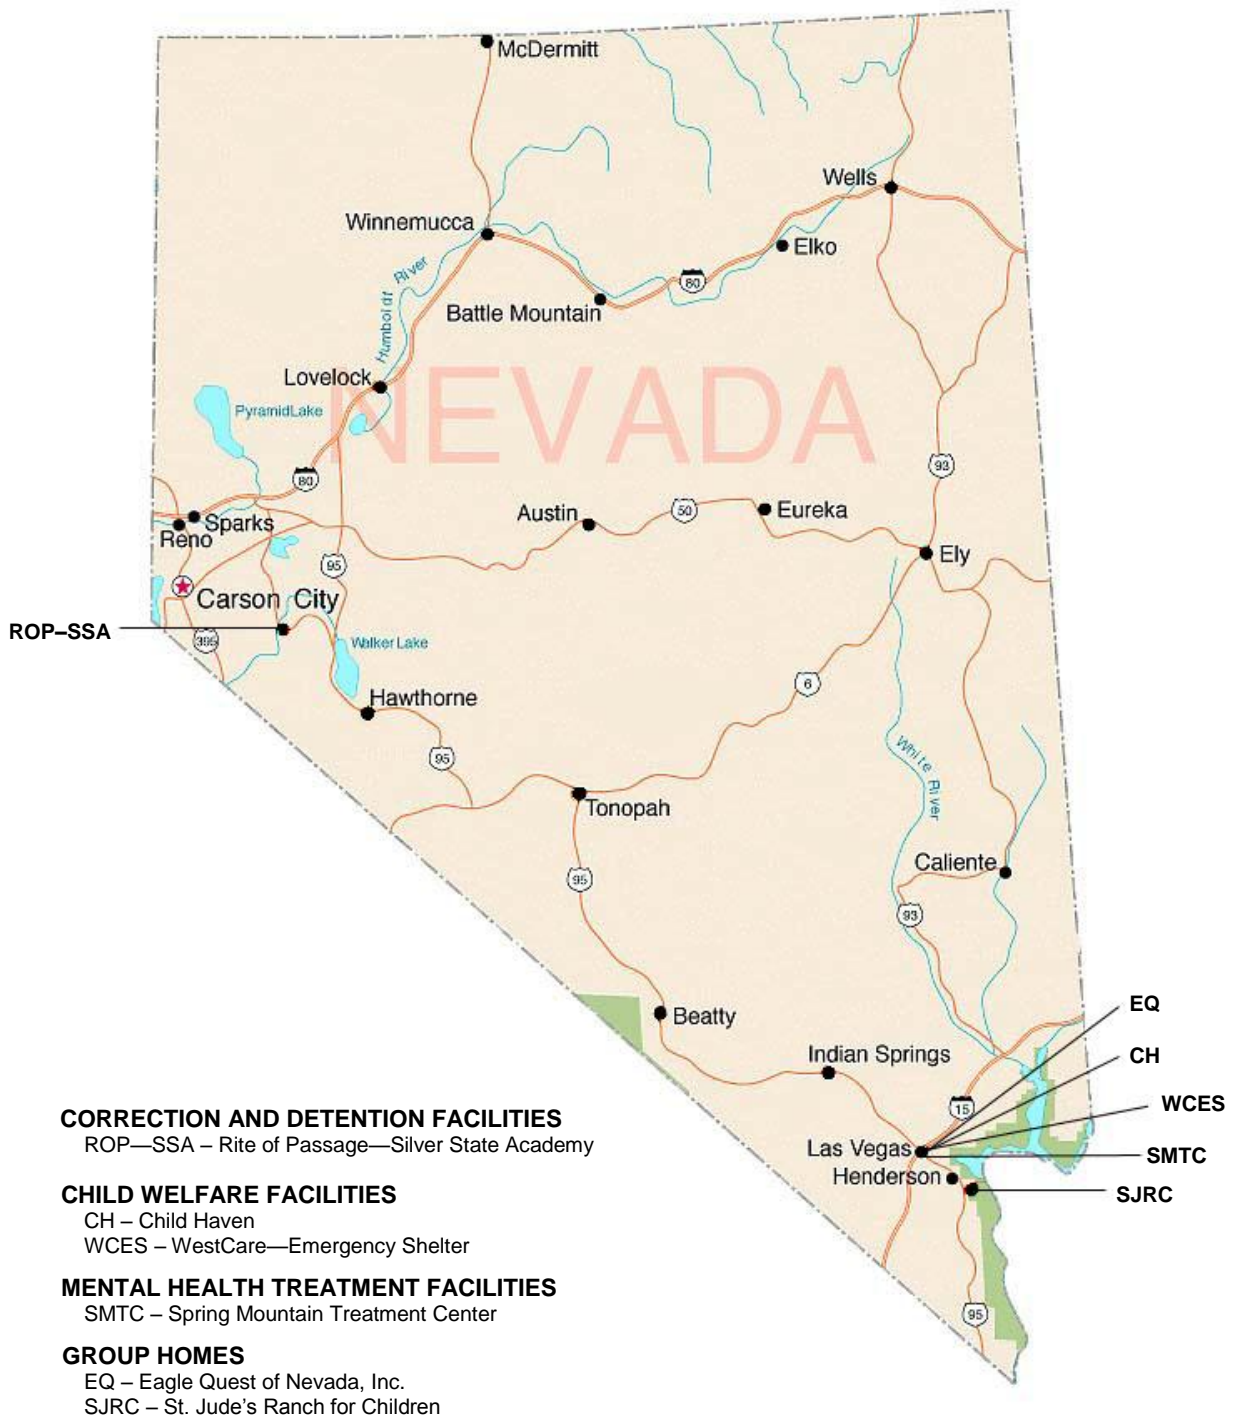 McDermitt
Wells
Winnemucca
Elko
Humboldt River
80
Battle Mountain
Lovelock
NEVADA
PyramidLake
93
80
Austin
50
Eureka
Sparks
Reno
Ely
95
Carson City
ROP–SSA
395
Walker Lake
6
Hawthorne
White River
95
Tonopah
Caliente
95
93
EQ
Beatty
Indian Springs
CH
WCES
15
Las Vegas
SMTC
Henderson
SJRC
95
CORRECTION AND DETENTION FACILITIES
ROP—SSA – Rite of Passage—Silver State Academy
CHILD WELFARE FACILITIES
CH – Child Haven
WCES – WestCare—Emergency Shelter
MENTAL HEALTH TREATMENT FACILITIES
SMTC – Spring Mountain Treatment Center
GROUP HOMES
EQ – Eagle Quest of Nevada, Inc.
SJRC – St. Jude's Ranch for Children